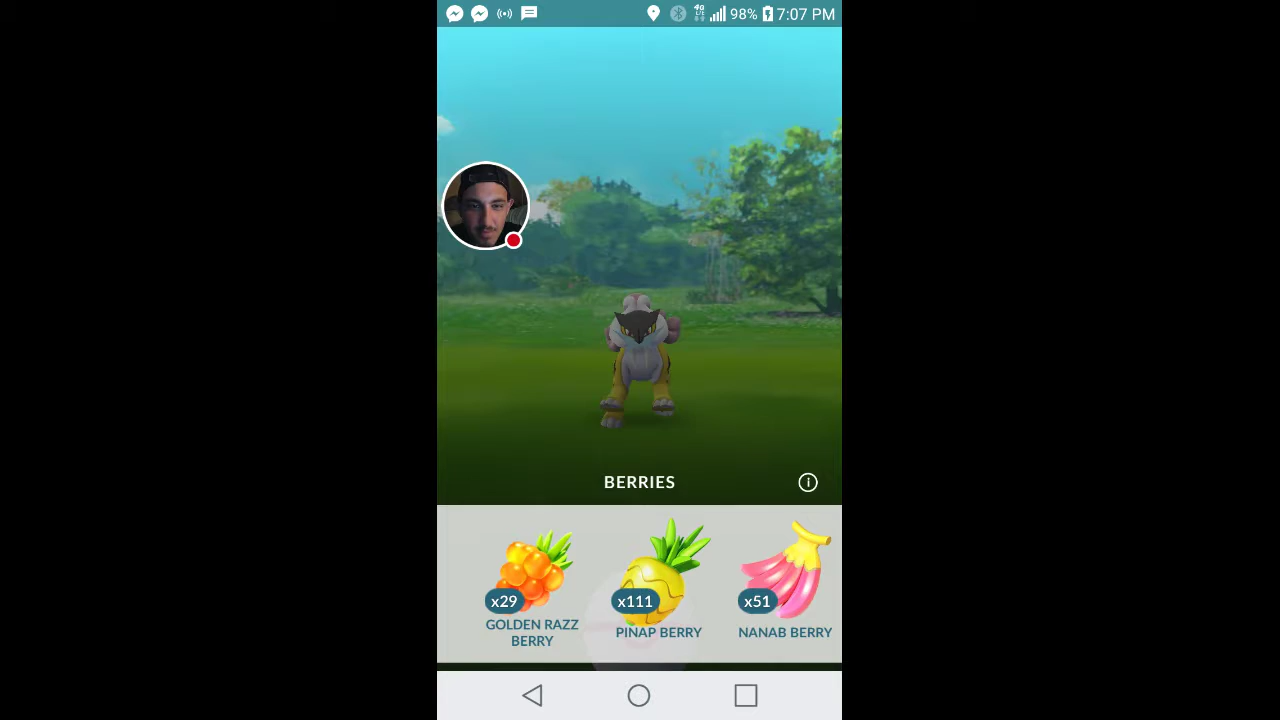 98% 7:07 PM
BERRIES
x29 x111 x51
GOLDEN RAZZ
BERRY
PINAP BERRY
NANAB BERRY